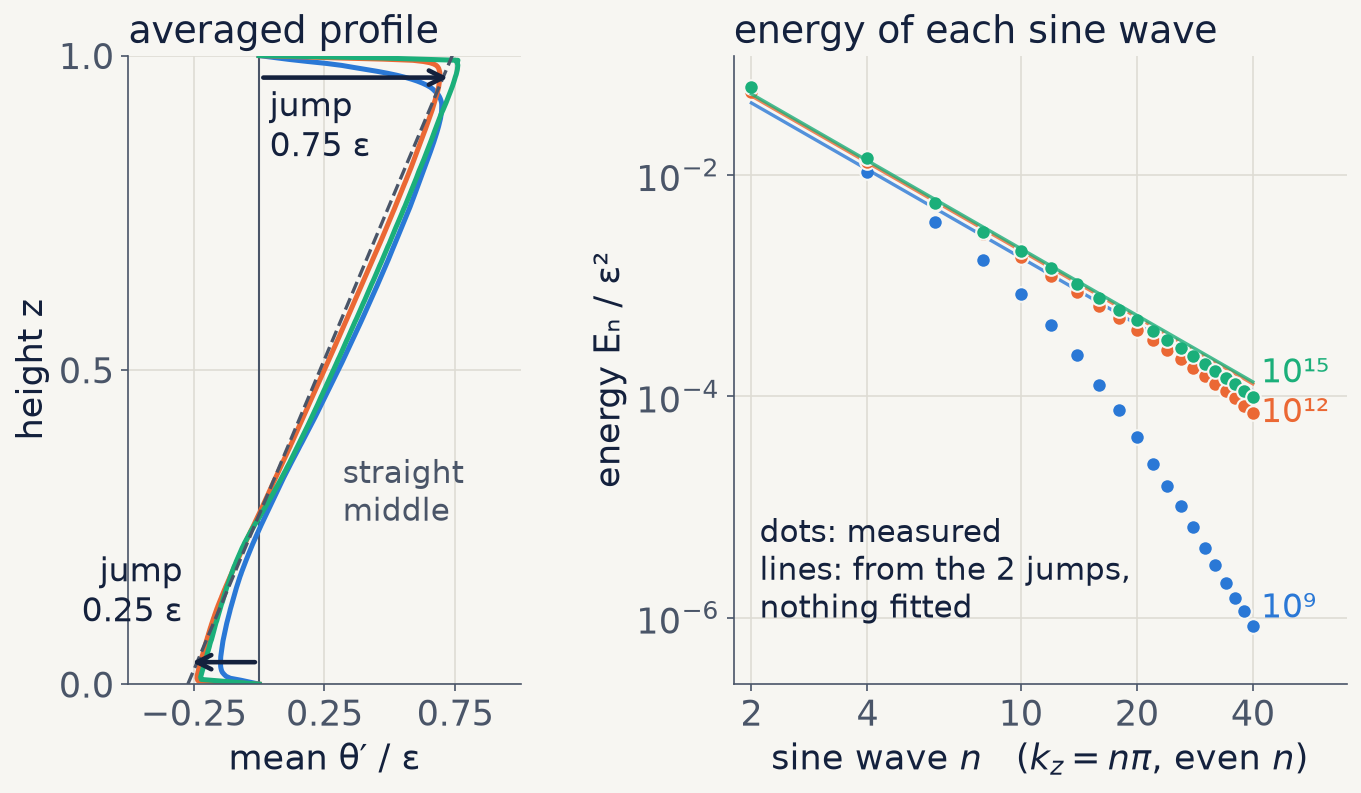 averaged profile
1.0
jump
0.75 ε
height z
0.5
straight
middle
jump
0.25 ε
0.0
−0.25
0.25
0.75
mean θ′ / ε
energy of each sine wave
10⁻²
energy Eₙ / ε²
10⁻⁴
10¹⁵
10¹²
dots: measured
lines: from the 2 jumps,
nothing fitted
10⁻⁶
10⁹
2
4
10
20
40
sine wave n (k_z = nπ, even n)